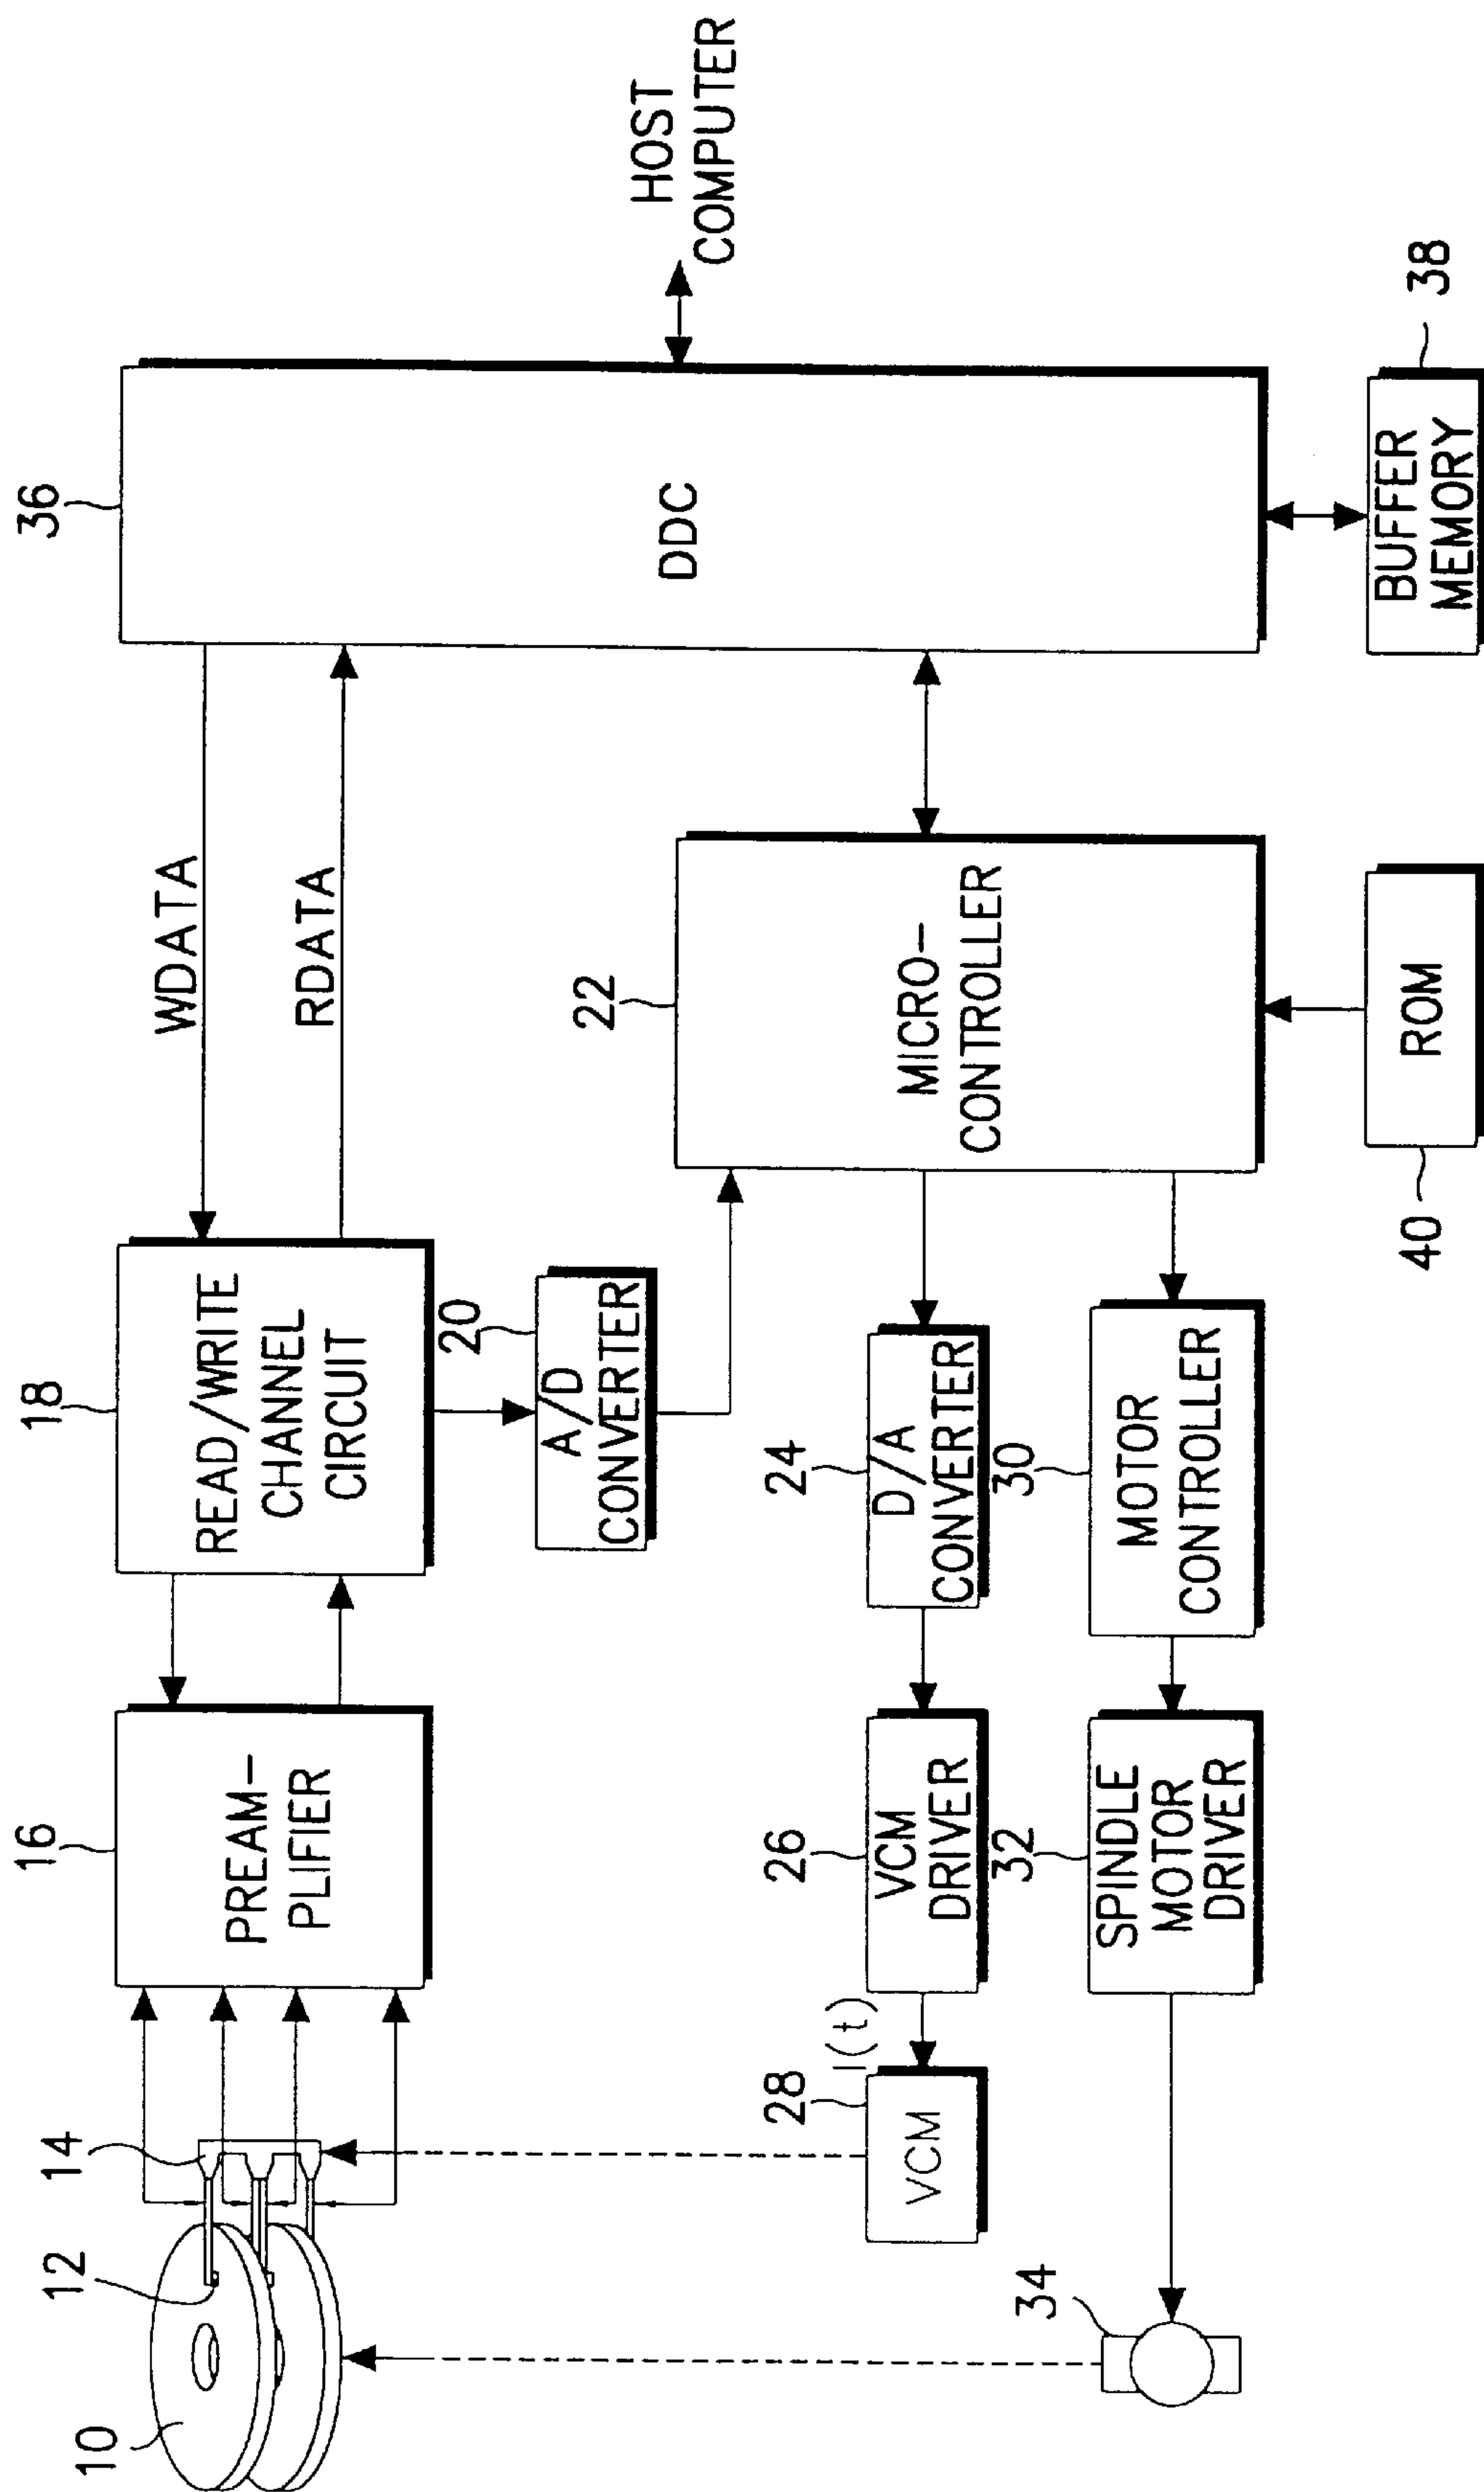 10
12
14
16
PREAM-
PLIFIER
18
READ/WRITE
CHANNEL
CIRCUIT
WDATA
RDATA
36
DDC
HOST
COMPUTER
20
A/D
CONVERTER
22
MICRO-
CONTROLLER
28
VCM
I(t)
26
VCM
DRIVER
24
D/A
CONVERTER
34
32
SPINDLE
MOTOR
DRIVER
30
MOTOR
CONTROLLER
40
ROM
38
BUFFER
MEMORY